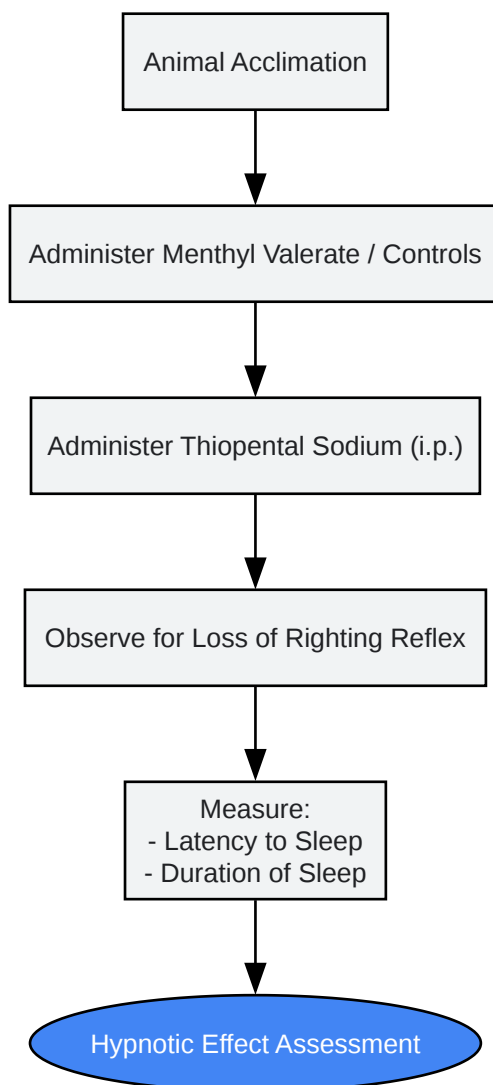 Animal Acclimation
Administer Menthyl Valerate / Controls
Administer Thiopental Sodium (i.p.)
Observe for Loss of Righting Reflex
Measure:
- Latency to Sleep
- Duration of Sleep
Hypnotic Effect Assessment